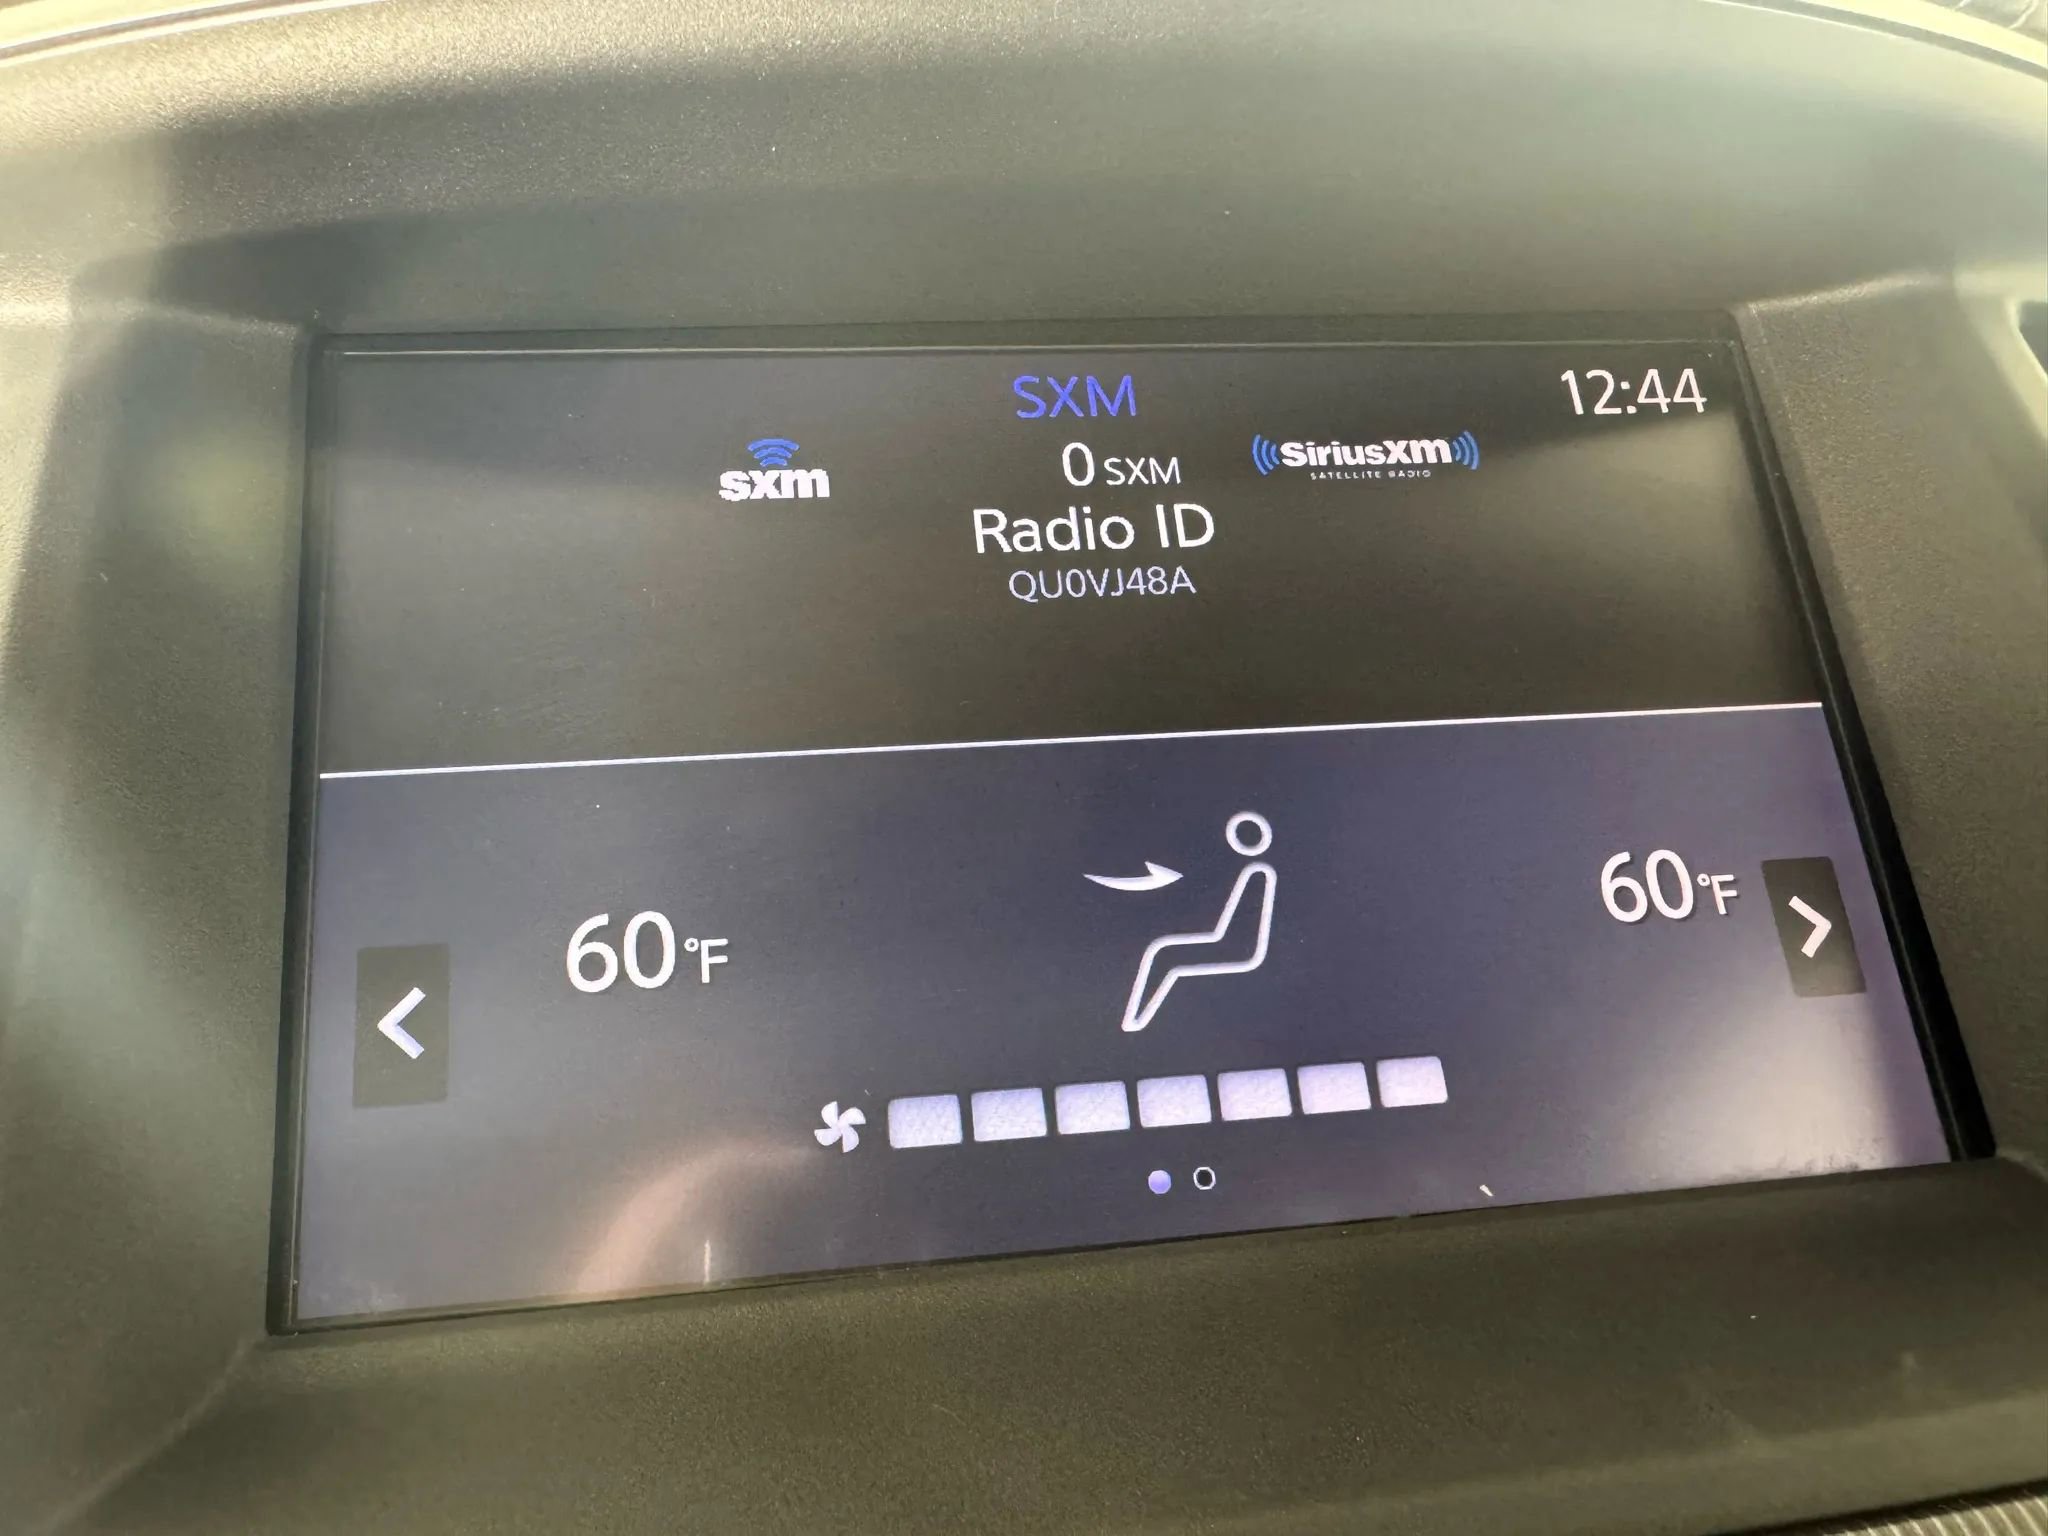 SXM
12:44
sxm
0 SXM
SiriusXM
SATELLITE RADIO
Radio ID
QU0VJ48A
60°F
60°F